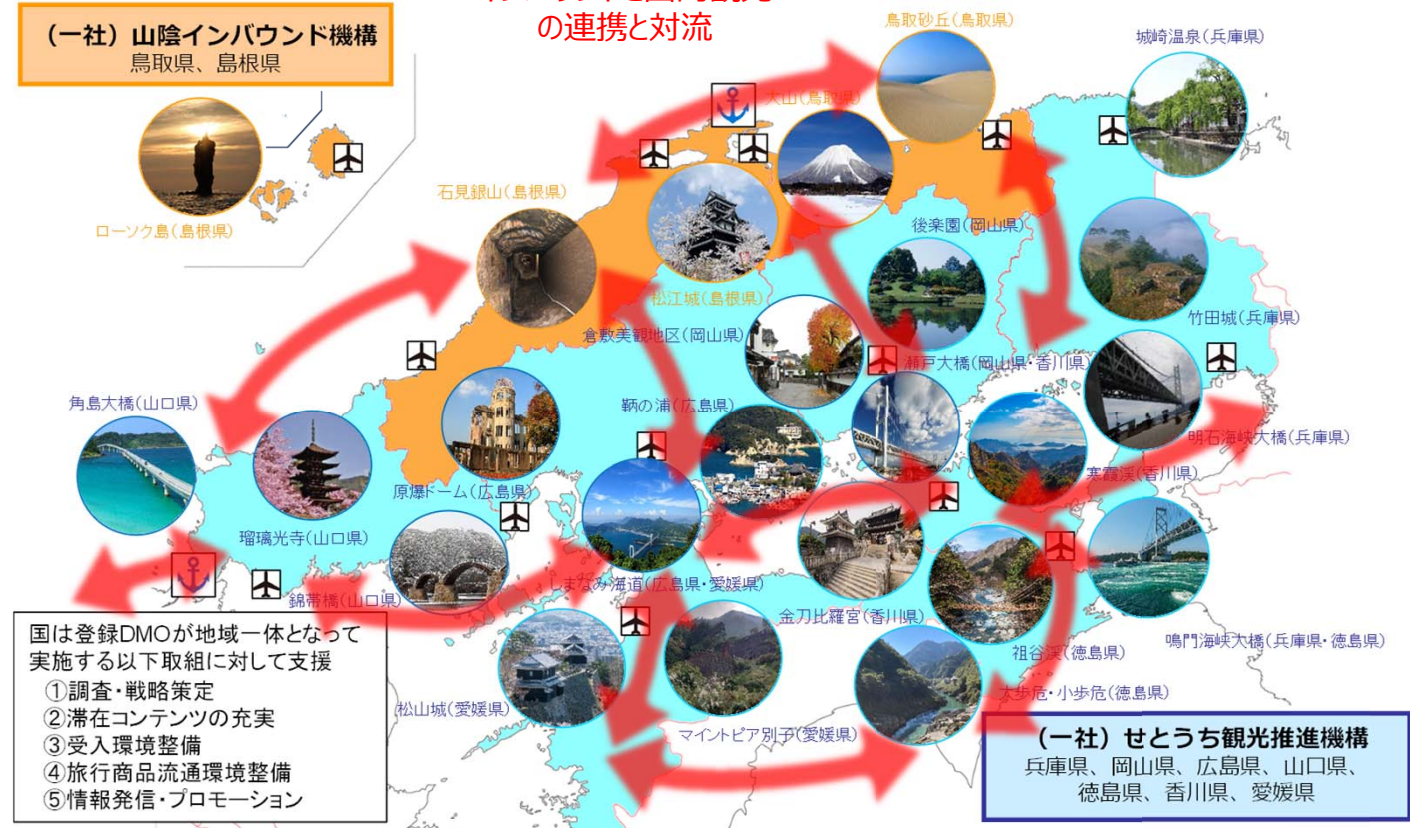 の連携と対流
(一社)山陰インバウンド機構
鳥取県、島根県
鳥取砂丘(鳥取県)
城崎温泉(兵庫県)
大山(鳥取県)
石見銀山(島根県)
ローソク島(島根県)
後楽園(岡山県)
松江城(島根県)
竹田城(兵庫県)
倉敷美観地区(岡山県)
瀬戸大橋(岡山県・香川県)
角島大橋(山口県)
鞆の浦(広島県)
明石海峡大橋(兵庫県)
寒霞渓(香川県)
原爆ドーム(広島県)
瑠璃光寺(山口県)
しまなみ海道(広島県・愛媛県)
錦帯橋(山口県)
金刀比羅宮(香川県)
鳴門海峡大橋(兵庫県・徳島県)
祖谷渓(徳島県)
大歩危・小歩危(徳島県)
松山城(愛媛県)
マイントピア別子(愛媛県)
国は登録DMOが地域一体となって
実施する以下取組に対して支援
①調査・戦略策定
②滞在コンテンツの充実
③受入環境整備
④旅行商品流通環境整備
⑤情報発信・プロモーション
(一社)せとうち観光推進機構
兵庫県、岡山県、広島県、山口県、
徳島県、香川県、愛媛県